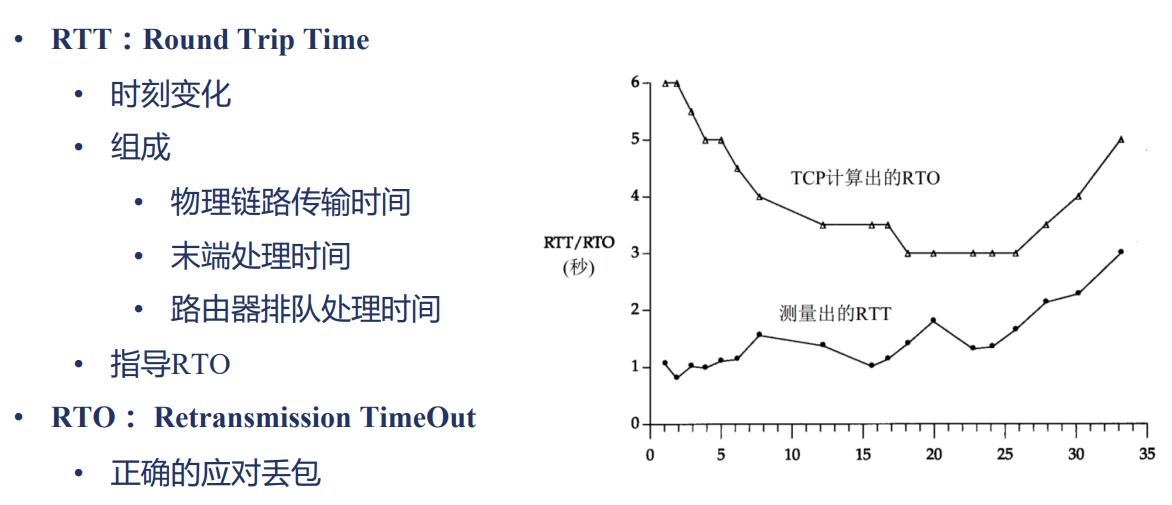 • RTT：Round Trip Time
• 时刻变化
• 组成
• 物理链路传输时间
• 末端处理时间
• 路由器排队处理时间
• 指导RTO
• RTO： Retransmission TimeOut
• 正确的应对丢包
6
5
4
3
2
1
0
RTT/RTO
(秒)
TCP计算出的RTO
测量出的RTT
0 5 10 15 20 25 30 35